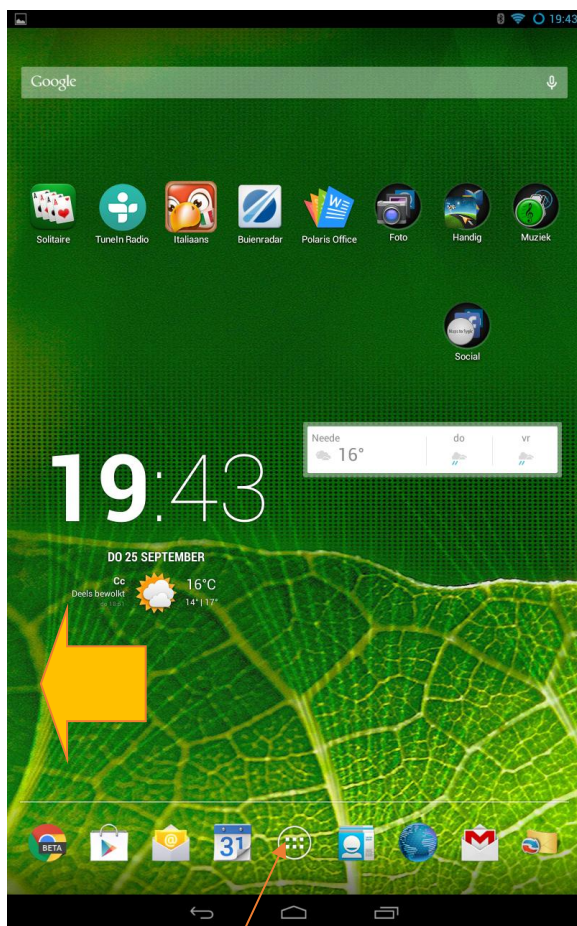 19:43
Google
Solitaire
TuneIn Radio
Italiaans
Buienradar
Polaris Office
Foto
Handig
Muziek
Social
Neede
16°
do
vr
19:43
DO 25 SEPTEMBER
Cc
Deels bewolkt
16°C
14° | 17°
BETA
31